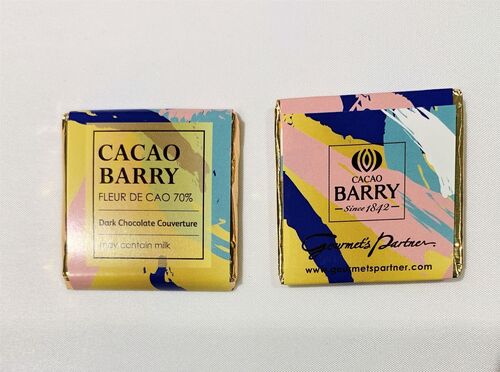 CACAO
BARRY
FLEUR DE CAO 70%
Dark Chocolate Couverture
may contain milk
CACAO
BARRY
Since 1842
Gourmet's Partner
www.gourmetspartner.com